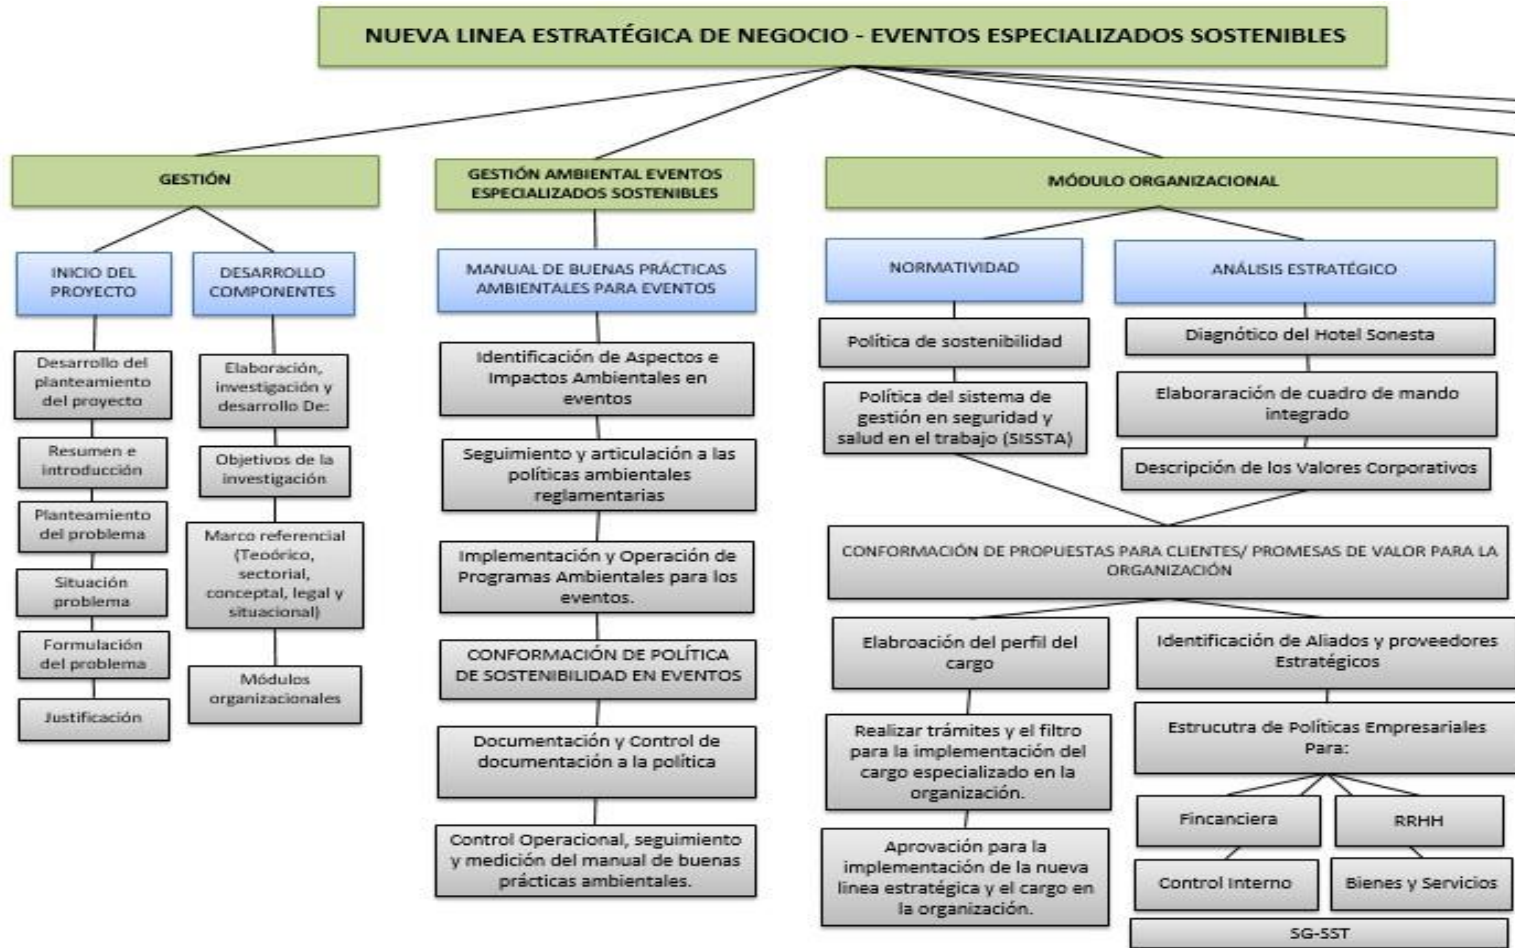 NUEVA LINEA ESTRATÉGICA DE NEGOCIO - EVENTOS ESPECIALIZADOS SOSTENIBLES
GESTIÓN
INICIO DEL
PROYECTO
Desarrollo del
planteamiento
del proyecto
Resumen e
introducción
Planteamiento
del problema
Situación
problema
Formulación
del problema
Justificación
DESARROLLO
COMPONENTES
Elaboración,
investigación y
desarrollo De:
Objetivos de la
investigación
Marco referencial
(Teoórico,
sectorial,
conceptal, legal y
situacional)
Módulos
organizacionales
GESTIÓN AMBIENTAL EVENTOS
ESPECIALIZADOS SOSTENIBLES
MANUAL DE BUENAS PRÁCTICAS
AMBIENTALES PARA EVENTOS
Identificación de Aspectos e
Impactos Ambientales en
eventos
Seguimiento y articulación a las
políticas ambientales
reglamentarias
Implementación y Operación de
Programas Ambientales para los
eventos.
CONFORMACIÓN DE POLÍTICA
DE SOSTENIBILIDAD EN EVENTOS
Documentación y Control de
documentación a la política
Control Operacional, seguimiento
y medición del manual de buenas
prácticas ambientales.
MÓDULO ORGANIZACIONAL
NORMATIVIDAD
Política de sostenibilidad
Política del sistema de
gestión en seguridad y
salud en el trabajo (SISSTA)
ANÁLISIS ESTRATÉGICO
Diagnótico del Hotel Sonesta
Elaboraración de cuadro de mando
integrado
Descripción de los Valores Corporativos
CONFORMACIÓN DE PROPUESTAS PARA CLIENTES/ PROMESAS DE VALOR PARA LA
ORGANIZACIÓN
Elabroación del perfil del
cargo
Realizar trámites y el filtro
para la implementación del
cargo especializado en la
organización.
Aprovación para la
implementación de la nueva
linea estratégica y el cargo en
la organización.
Identificación de Aliados y proveedores
Estratégicos
Estrucutra de Políticas Empresariales
Para:
Fincanciera
RRHH
Control Interno
Bienes y Servicios
SG-SST